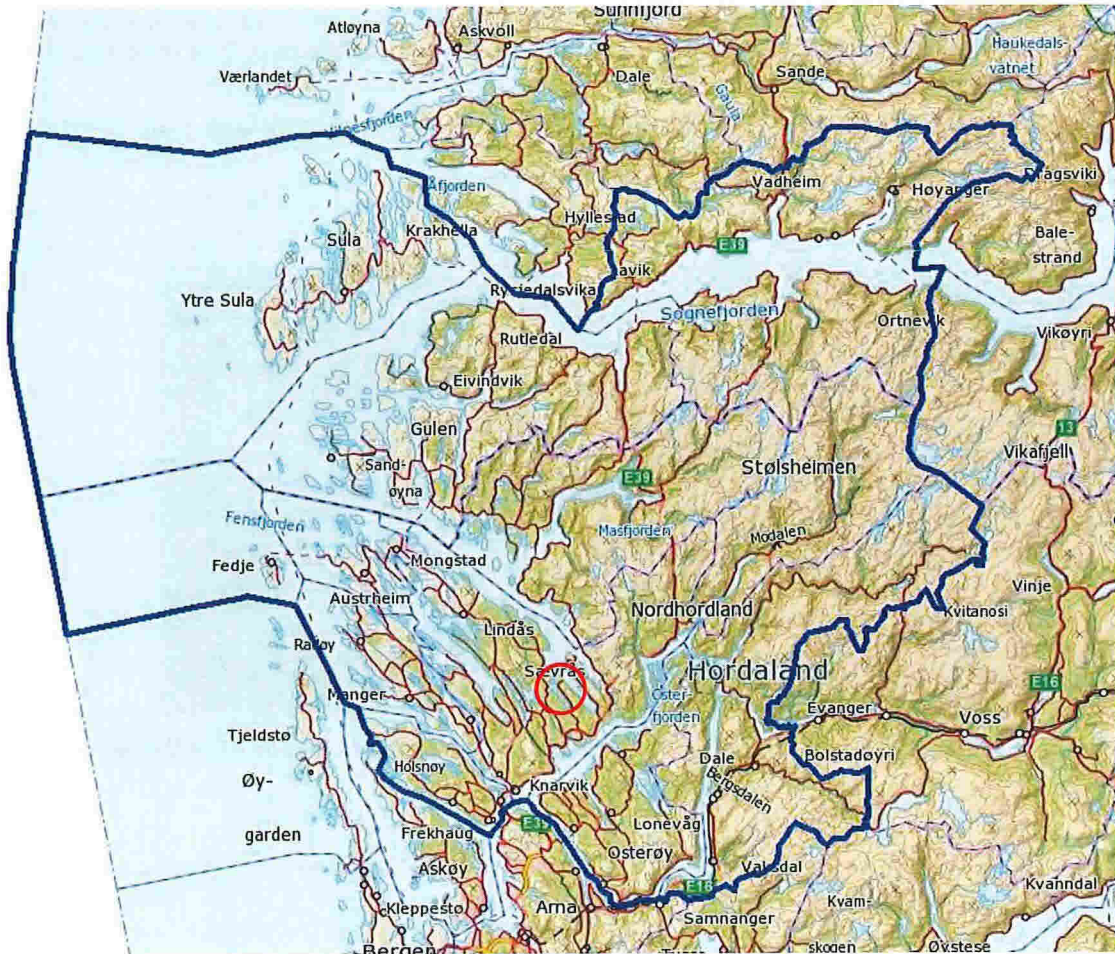 Sunnfjord
Atløyna
Askvoll
Haukedals-
vatnet
Værlandet
Dale
Sande
Gaula
Åfjorden
Vadheim
Høyanger
Dragsviki
Hyllestad
Krakhella
Sula
Bale-
strand
E39
avik
Rysjedalsvika
Ytre Sula
Sognefjorden
Ortnevik
Rutledal
Vikøyri
Eivindvik
Gulen
13
Vikafjell
Stølsheimen
Sand-
øyna
E39
Fensfjorden
Masfjorden
Modalen
Mongstad
Fedje
Austrheim
Vinje
Nordhordland
Kvitanosi
Lindås
Radøy
Sævrås
Hordaland
E16
Manger
Oster-
fjorden
Evanger
Voss
Tjeldstø
Dale
Bolstadøyri
Holsnøy
Bergsdalen
Øy-
Knarvik
Lonevåg
garden
Frekhaug
E39
Osterøy
Askøy
Vaksdal
E16
Kvanndal
Kleppestø
Arna
Kvam-
Samnanger
Bergen
skogen
Øystese